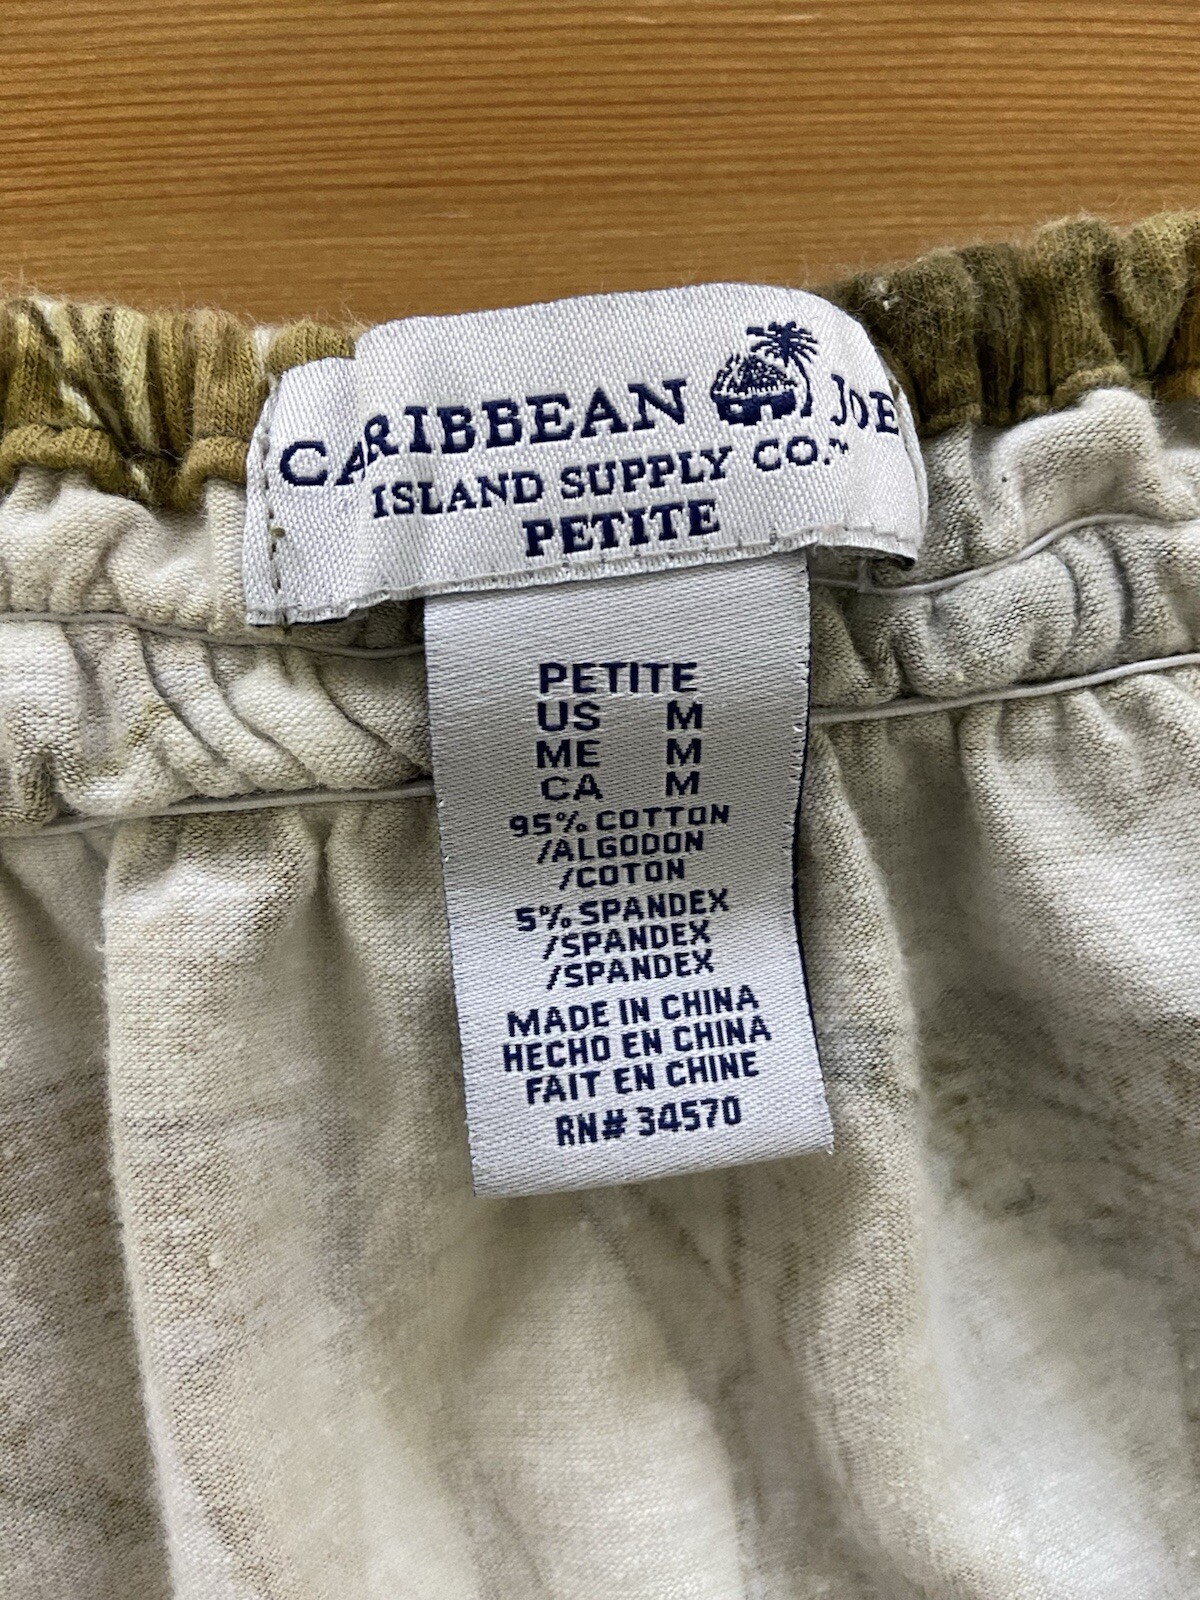 CARIBBEAN JOE
ISLAND SUPPLY CO.
PETITE
PETITE
US M
ME M
CA M
95% COTTON
/ALGODON
/COTON
5% SPANDEX
/SPANDEX
/SPANDEX
MADE IN CHINA
HECHO EN CHINA
FAIT EN CHINE
RN# 34570